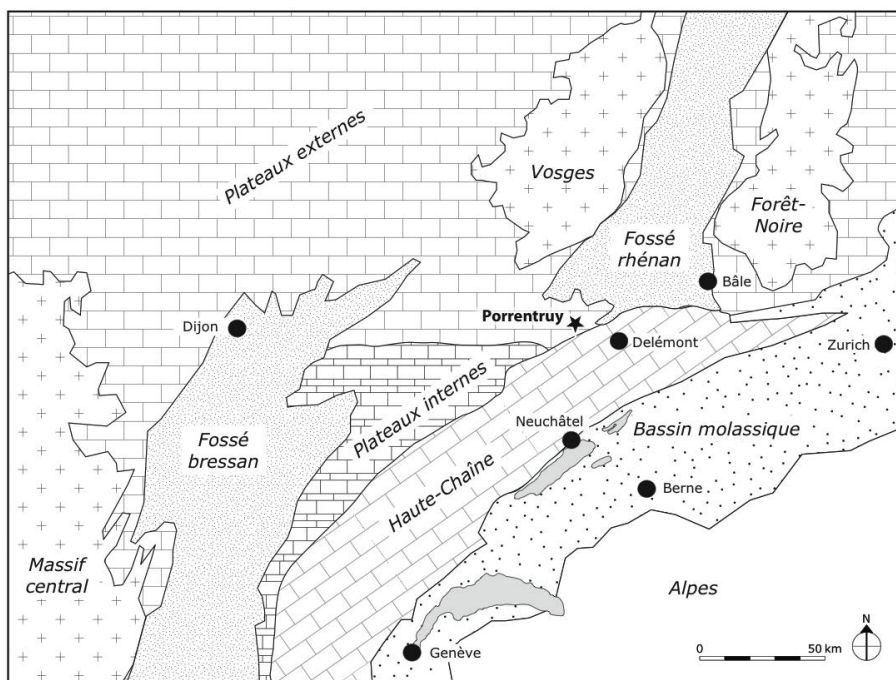 Plateaux externes
Vosges
Forêt-
Noire
Fossé
rhénan
Bâle
Dijon
Porrentruy
Delémont
Zurich
Plateaux internes
Neuchâtel
Bassin molassique
Fossé
bressan
Haute-Chaîne
Berne
Massif
central
Alpes
Genève
0
50 km
N